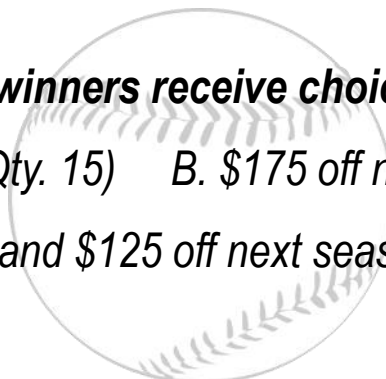 winners receive choic
Qty. 15) B. $175 off n
and $125 off next seas